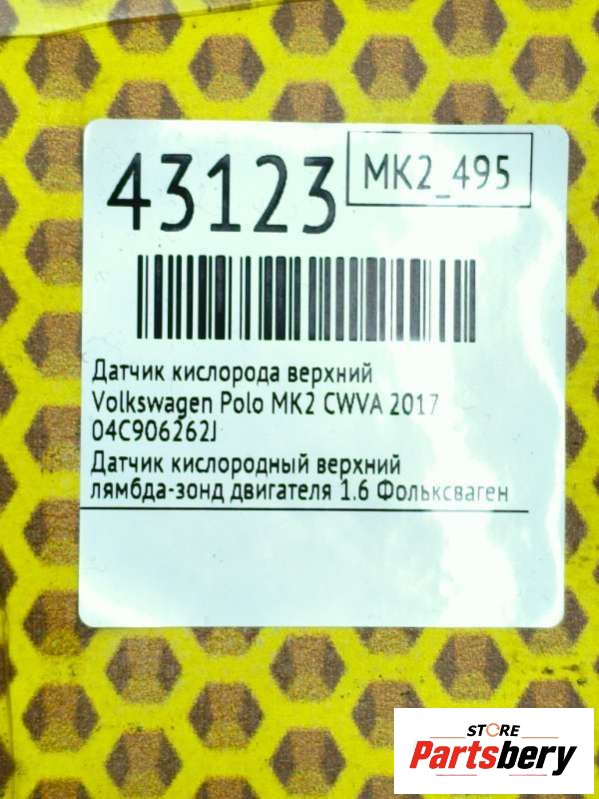 43123
MK2_495
Датчик кислорода верхний
Volkswagen Polo MK2 CWVA 2017
04C906262J
Датчик кислородный верхний
лямбда-зонд двигателя 1.6 Фольксваген
STORE
Partsbery